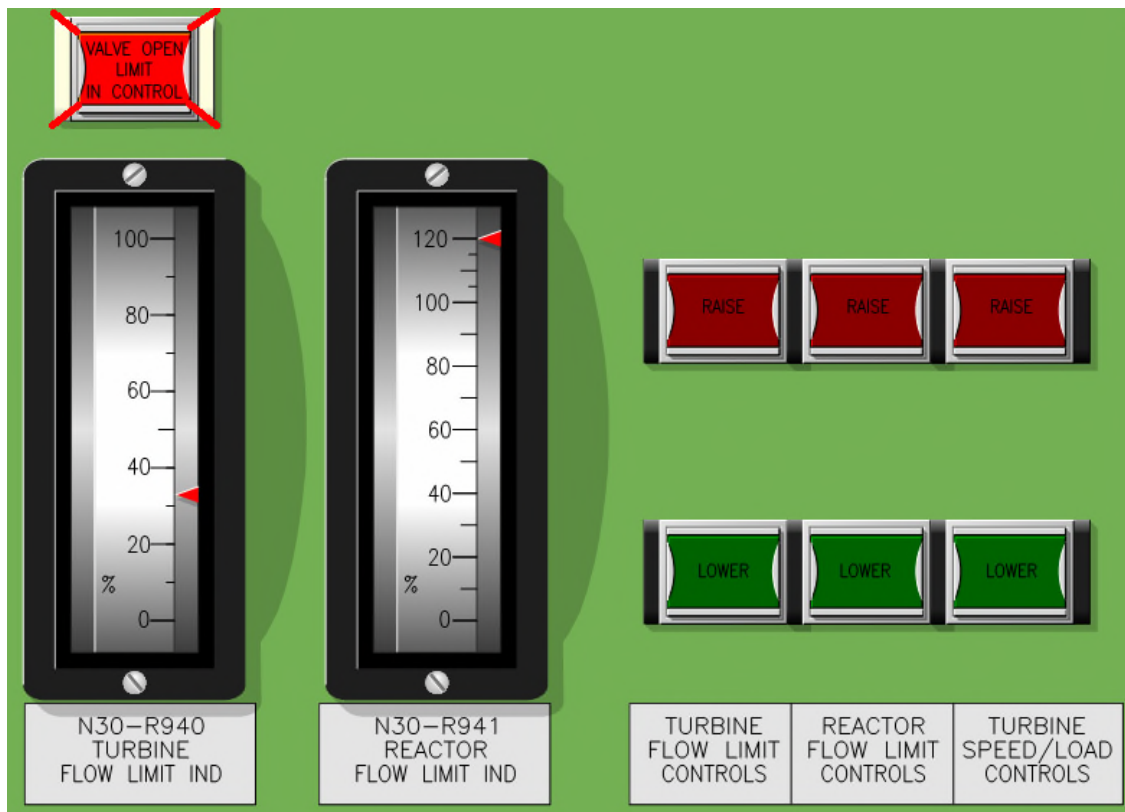 VALVE OPEN
LIMIT
IN CONTROL
100
80
60
40
20
%
0
120
100
80
60
40
20
%
0
RAISE
RAISE
RAISE
LOWER
LOWER
LOWER
N30-R940
TURBINE
FLOW LIMIT IND
N30-R941
REACTOR
FLOW LIMIT IND
TURBINE
FLOW LIMIT
CONTROLS
REACTOR
FLOW LIMIT
CONTROLS
TURBINE
SPEED/LOAD
CONTROLS